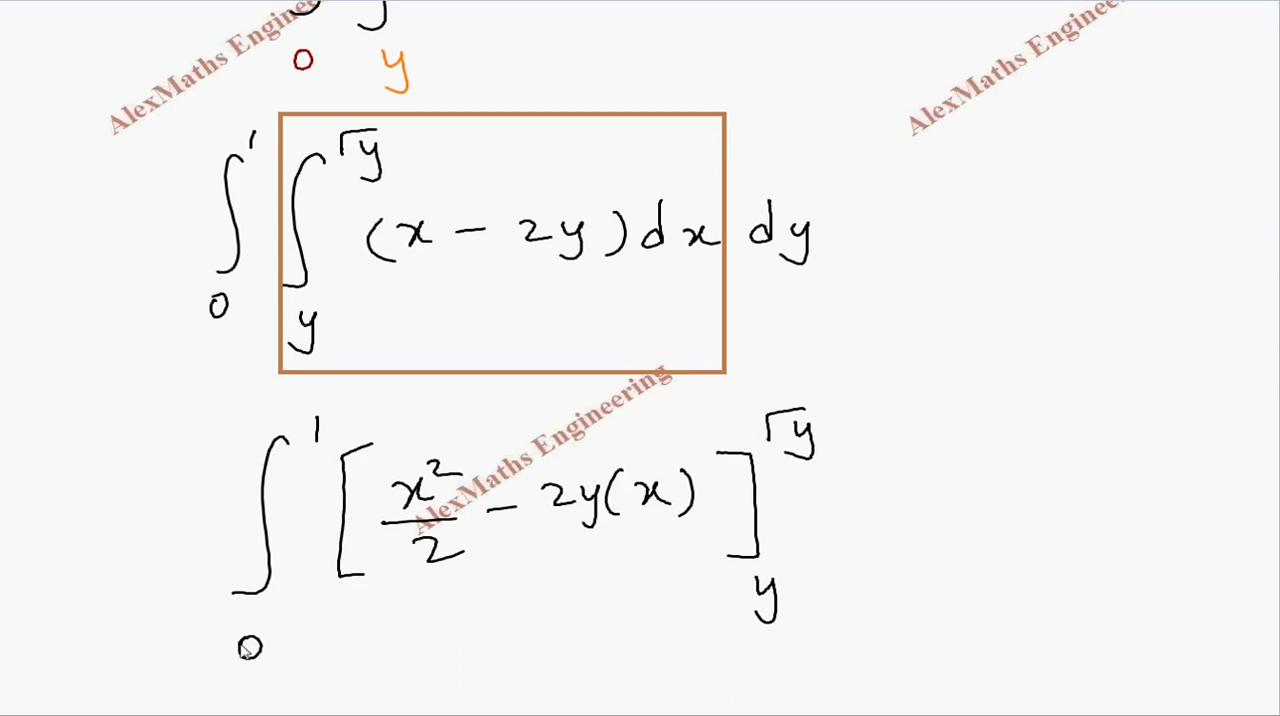 0 y
AlexMaths Engineering
AlexMaths Engineering
∫₀¹ ∫_y^√y (x - 2y) dx dy
AlexMaths Engineering
∫₀¹ [x²/2 - 2y(x)]_y^√y